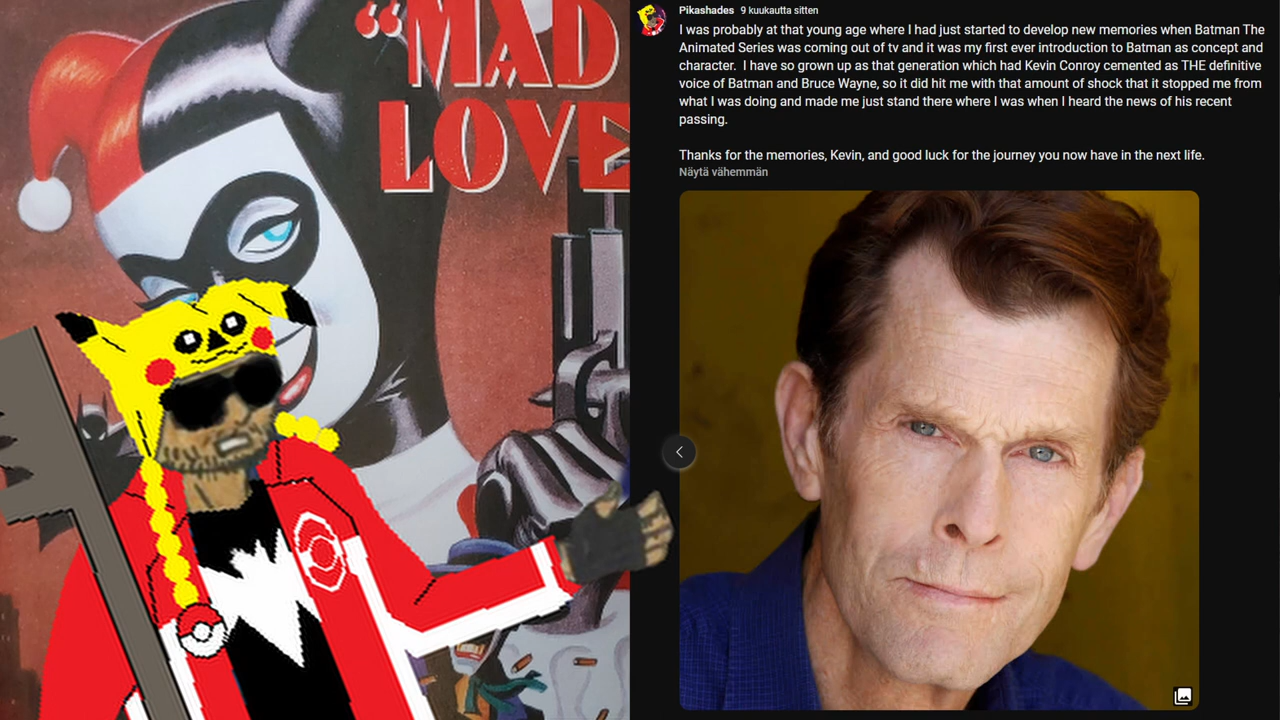 “MAD
LOVE
Pikashades 9 kuukautta sitten
I was probably at that young age where I had just started to develop new memories when Batman The
Animated Series was coming out of tv and it was my first ever introduction to Batman as concept and
character. I have so grown up as that generation which had Kevin Conroy cemented as THE definitive
voice of Batman and Bruce Wayne, so it did hit me with that amount of shock that it stopped me from
what I was doing and made me just stand there where I was when I heard the news of his recent
passing.
Thanks for the memories, Kevin, and good luck for the journey you now have in the next life.
Näytä vähemmän